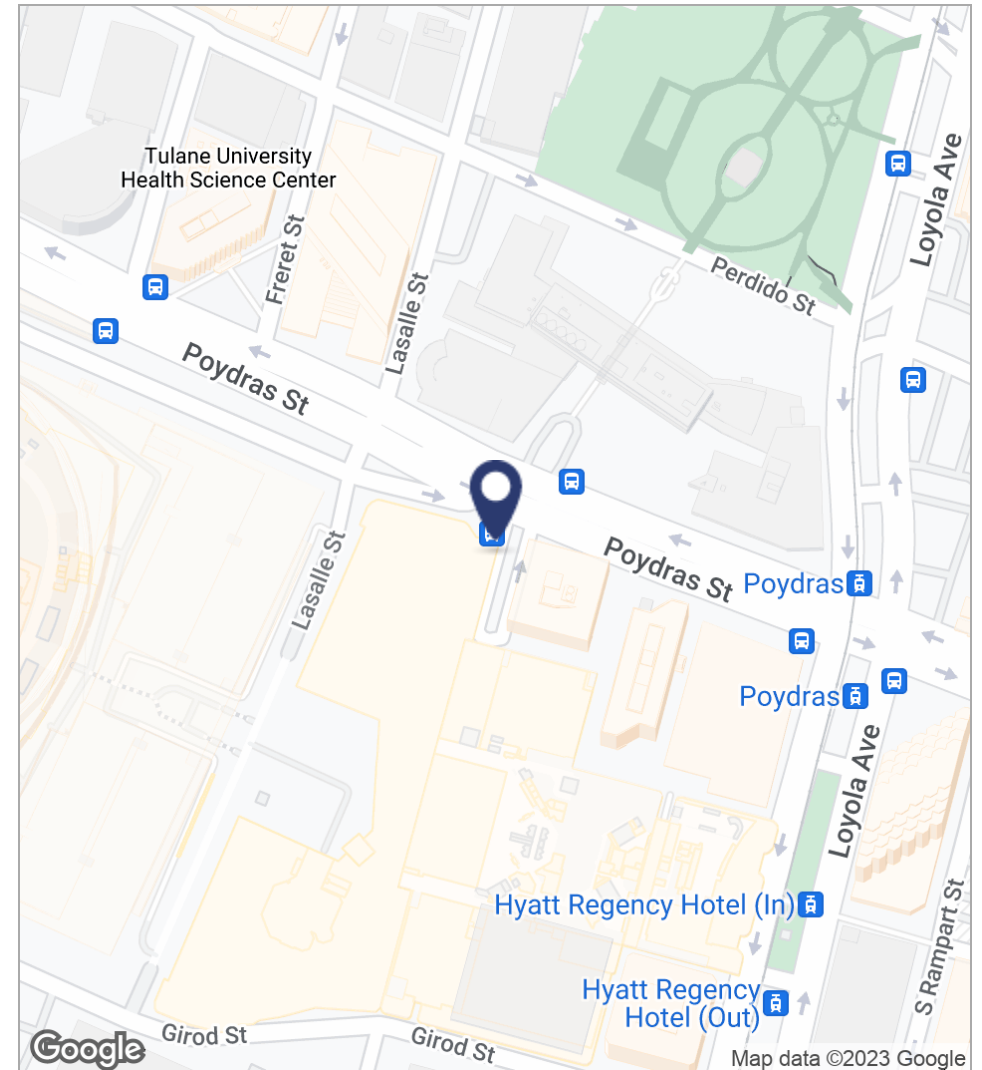 Tulane University
Health Science Center
Loyola Ave
Freret St
Perdido St
Lasalle St
Poydras St
Lasalle St
Poydras St
Poydras
Poydras
Loyola Ave
Hyatt Regency Hotel (In)
S Rampart St
Hyatt Regency
Hotel (Out)
Girod St
Girod St
Google
Map data ©2023 Google